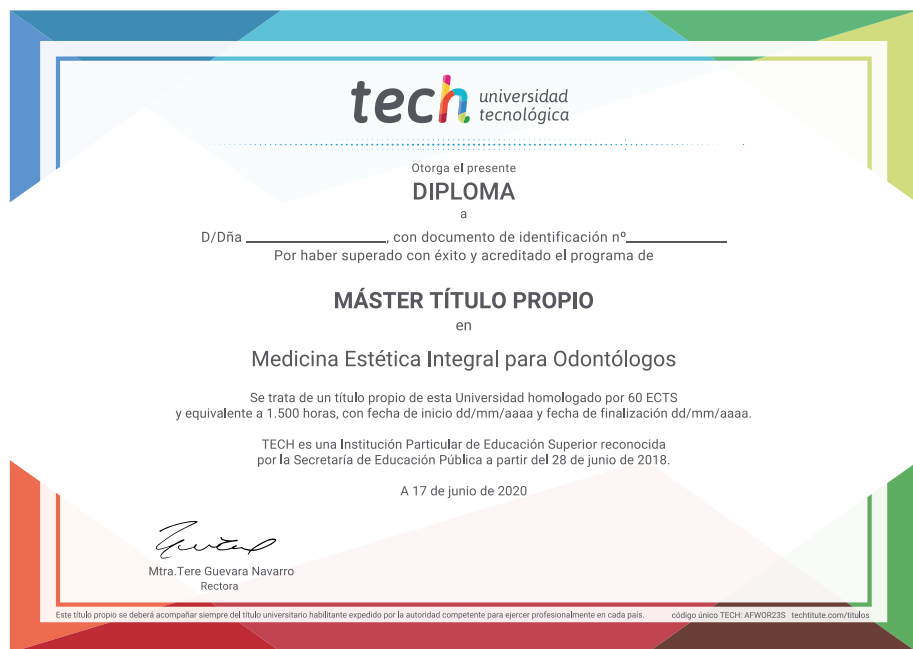 tech universidad
tecnológica
Otorga el presente
DIPLOMA
a
D/Dña ______________, con documento de identificación nº__________
Por haber superado con éxito y acreditado el programa de
MÁSTER TÍTULO PROPIO
en
Medicina Estética Integral para Odontólogos
Se trata de un título propio de esta Universidad homologado por 60 ECTS
y equivalente a 1.500 horas, con fecha de inicio dd/mm/aaaa y fecha de finalización dd/mm/aaaa.
TECH es una Institución Particular de Educación Superior reconocida
por la Secretaría de Educación Pública a partir del 28 de junio de 2018.
A 17 de junio de 2020
Mtra.Tere Guevara Navarro
Rectora
Este título propio se deberá acompañar siempre del título universitario habilitante expedido por la autoridad competente para ejercer profesionalmente en cada país. código único TECH: AFWOR23S techtitute.com/titulos